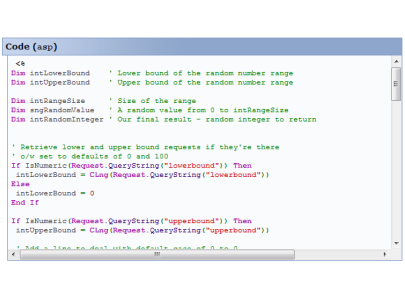 Code (asp)
<%
Dim intLowerBound ' Lower bound of the random number range
Dim intUpperBound ' Upper bound of the random number range
Dim intRangeSize ' Size of the range
Dim sngRandomValue ' A random value from 0 to intRangeSize
Dim intRandomInteger ' Our final result - random integer to return
' Retrieve lower and upper bound requests if they're there
' o/w set to defaults of 0 and 100
If IsNumeric(Request.QueryString("lowerbound")) Then
intLowerBound = CLng(Request.QueryString("lowerbound"))
Else
intLowerBound = 0
End If
If IsNumeric(Request.QueryString("upperbound")) Then
intUpperBound = CLng(Request.QueryString("upperbound"))
' Add a line to deal with default case of 0 to 0